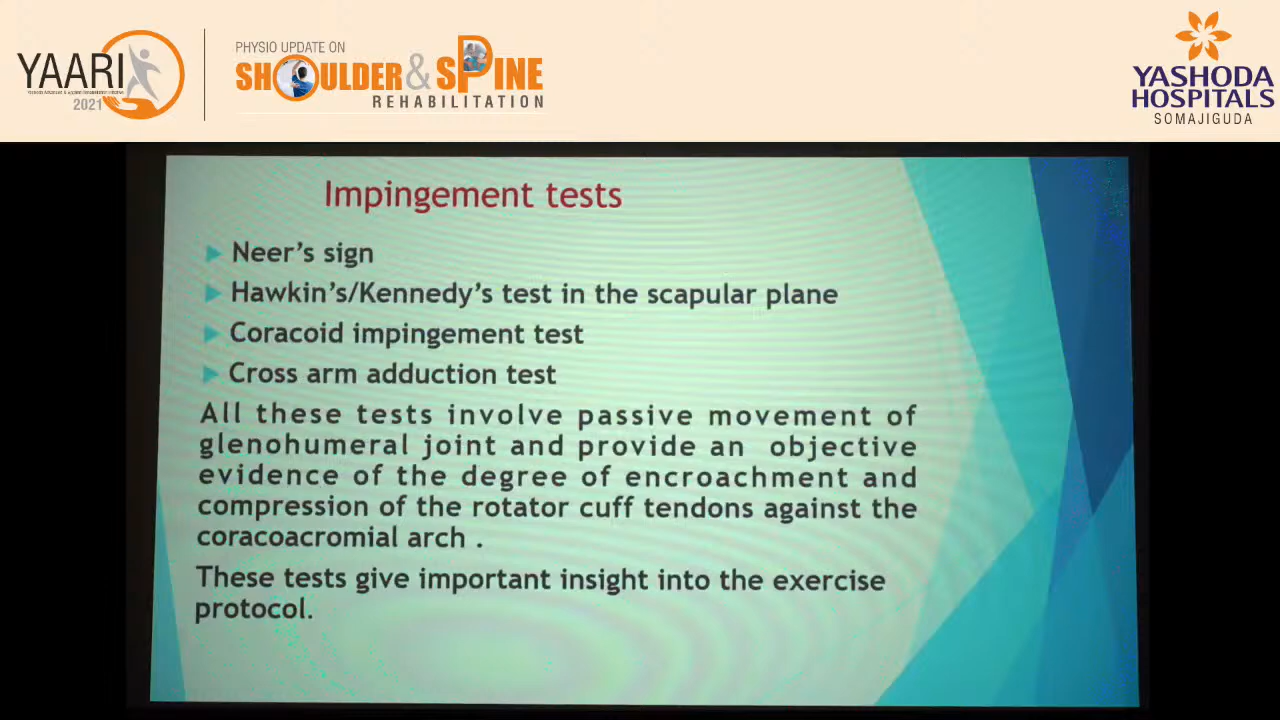 YAARI
2021
PHYSIO UPDATE ON
SHOULDER & SPINE
REHABILITATION
YASHODA
HOSPITALS
SOMAJIGUDA
Impingement tests
Neer's sign
Hawkin's/Kennedy's test in the scapular plane
Coracoid impingement test
Cross arm adduction test
All these tests involve passive movement of
glenohumeral joint and provide an objective
evidence of the degree of encroachment and
compression of the rotator cuff tendons against the
coracoacromial arch .
These tests give important insight into the exercise
protocol.